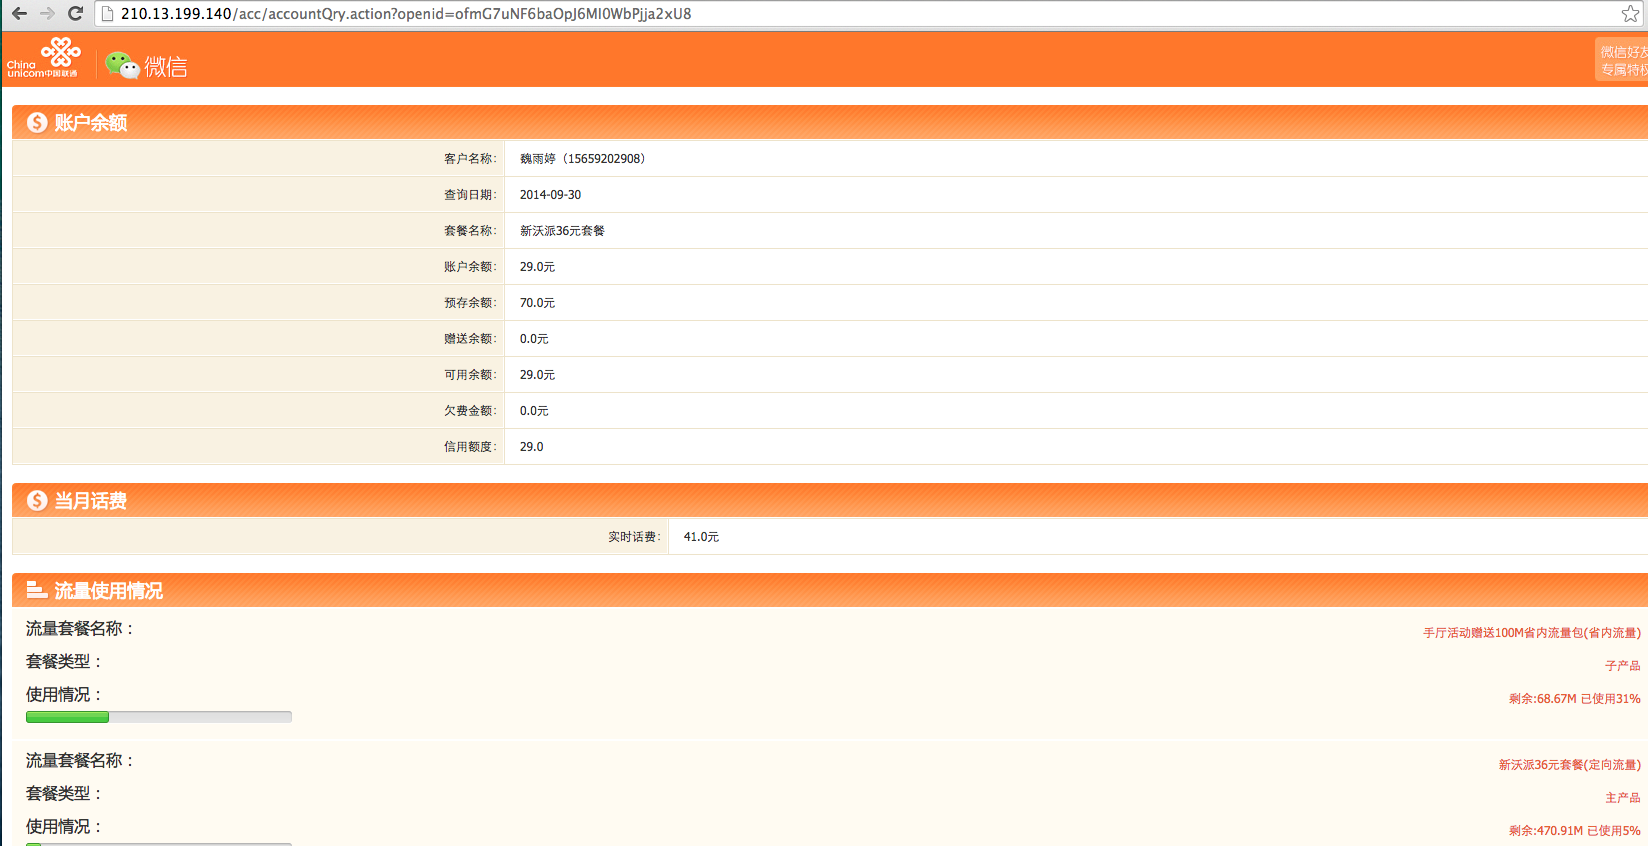 210.13.199.140/acc/accountQry.action?openid=ofmG7uNF6baOpJ6MI0WbPjja2xU8
China
unicom中国联通
微信
微信好友
专属特权
账户余额
客户名称： 魏雨婷（15659202908）
查询日期： 2014-09-30
套餐名称： 新沃派36元套餐
账户余额： 29.0元
预存余额： 70.0元
赠送余额： 0.0元
可用余额： 29.0元
欠费金额： 0.0元
信用额度： 29.0
当月话费
实时话费： 41.0元
流量使用情况
流量套餐名称： 手厅活动赠送100M省内流量包(省内流量)
套餐类型： 子产品
使用情况： 剩余:68.67M 已使用31%
流量套餐名称： 新沃派36元套餐(定向流量)
套餐类型： 主产品
使用情况： 剩余:470.91M 已使用5%